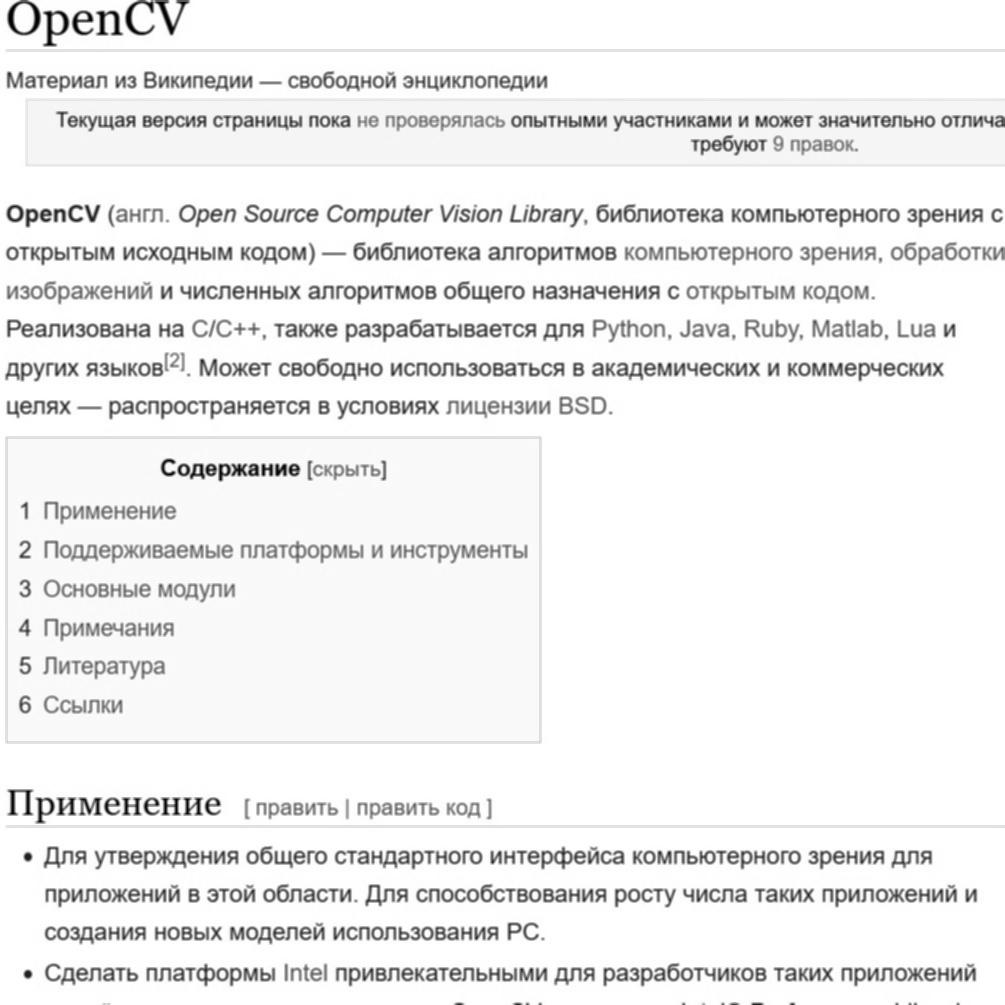 OpenCV
Материал из Википедии — свободной энциклопедии
Текущая версия страницы пока не проверялась опытными участниками и может значительно отлича
требуют 9 правок.
OpenCV (англ. Open Source Computer Vision Library, библиотека компьютерного зрения с
открытым исходным кодом) — библиотека алгоритмов компьютерного зрения, обработки
изображений и численных алгоритмов общего назначения с открытым кодом.
Реализована на C/C++, также разрабатывается для Python, Java, Ruby, Matlab, Lua и
других языков[2]. Может свободно использоваться в академических и коммерческих
целях — распространяется в условиях лицензии BSD.
Содержание [скрыть]
1 Применение
2 Поддерживаемые платформы и инструменты
3 Основные модули
4 Примечания
5 Литература
6 Ссылки
Применение [ править | править код ]
• Для утверждения общего стандартного интерфейса компьютерного зрения для
приложений в этой области. Для способствования росту числа таких приложений и
создания новых моделей использования PC.
• Сделать платформы Intel привлекательными для разработчиков таких приложений